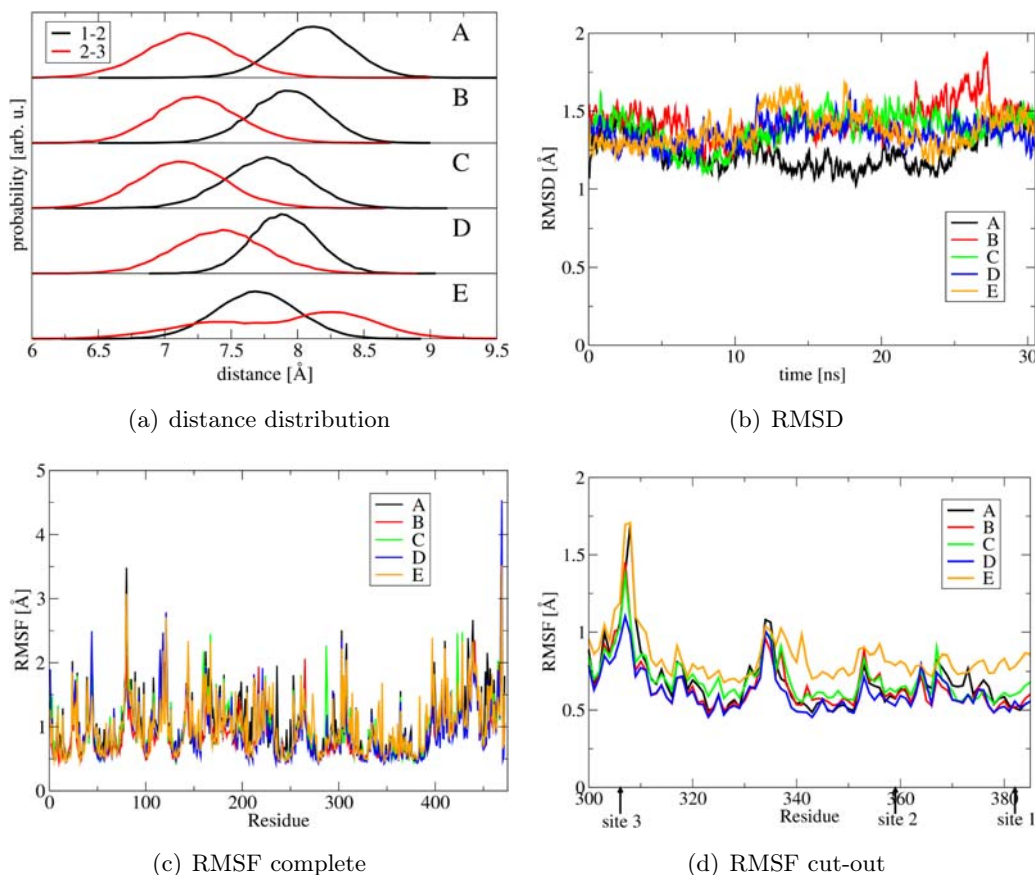 1-2
2-3
A
B
C
D
E
probability [arb. u.]
6 6.5 7 7.5 8 8.5 9 9.5
distance [Å]
(a) distance distribution
2
1.5
1
0.5
0
RMSD [Å]
A
B
C
D
E
0 10 20 30
time [ns]
(b) RMSD
5
4
3
2
1
0
RMSF [Å]
A
B
C
D
E
0 100 200 300 400
Residue
(c) RMSF complete
2
1.5
1
0.5
0
RMSF [Å]
A
B
C
D
E
300 320 340 360 380
site 3 Residue site 2 site 1
(d) RMSF cut-out